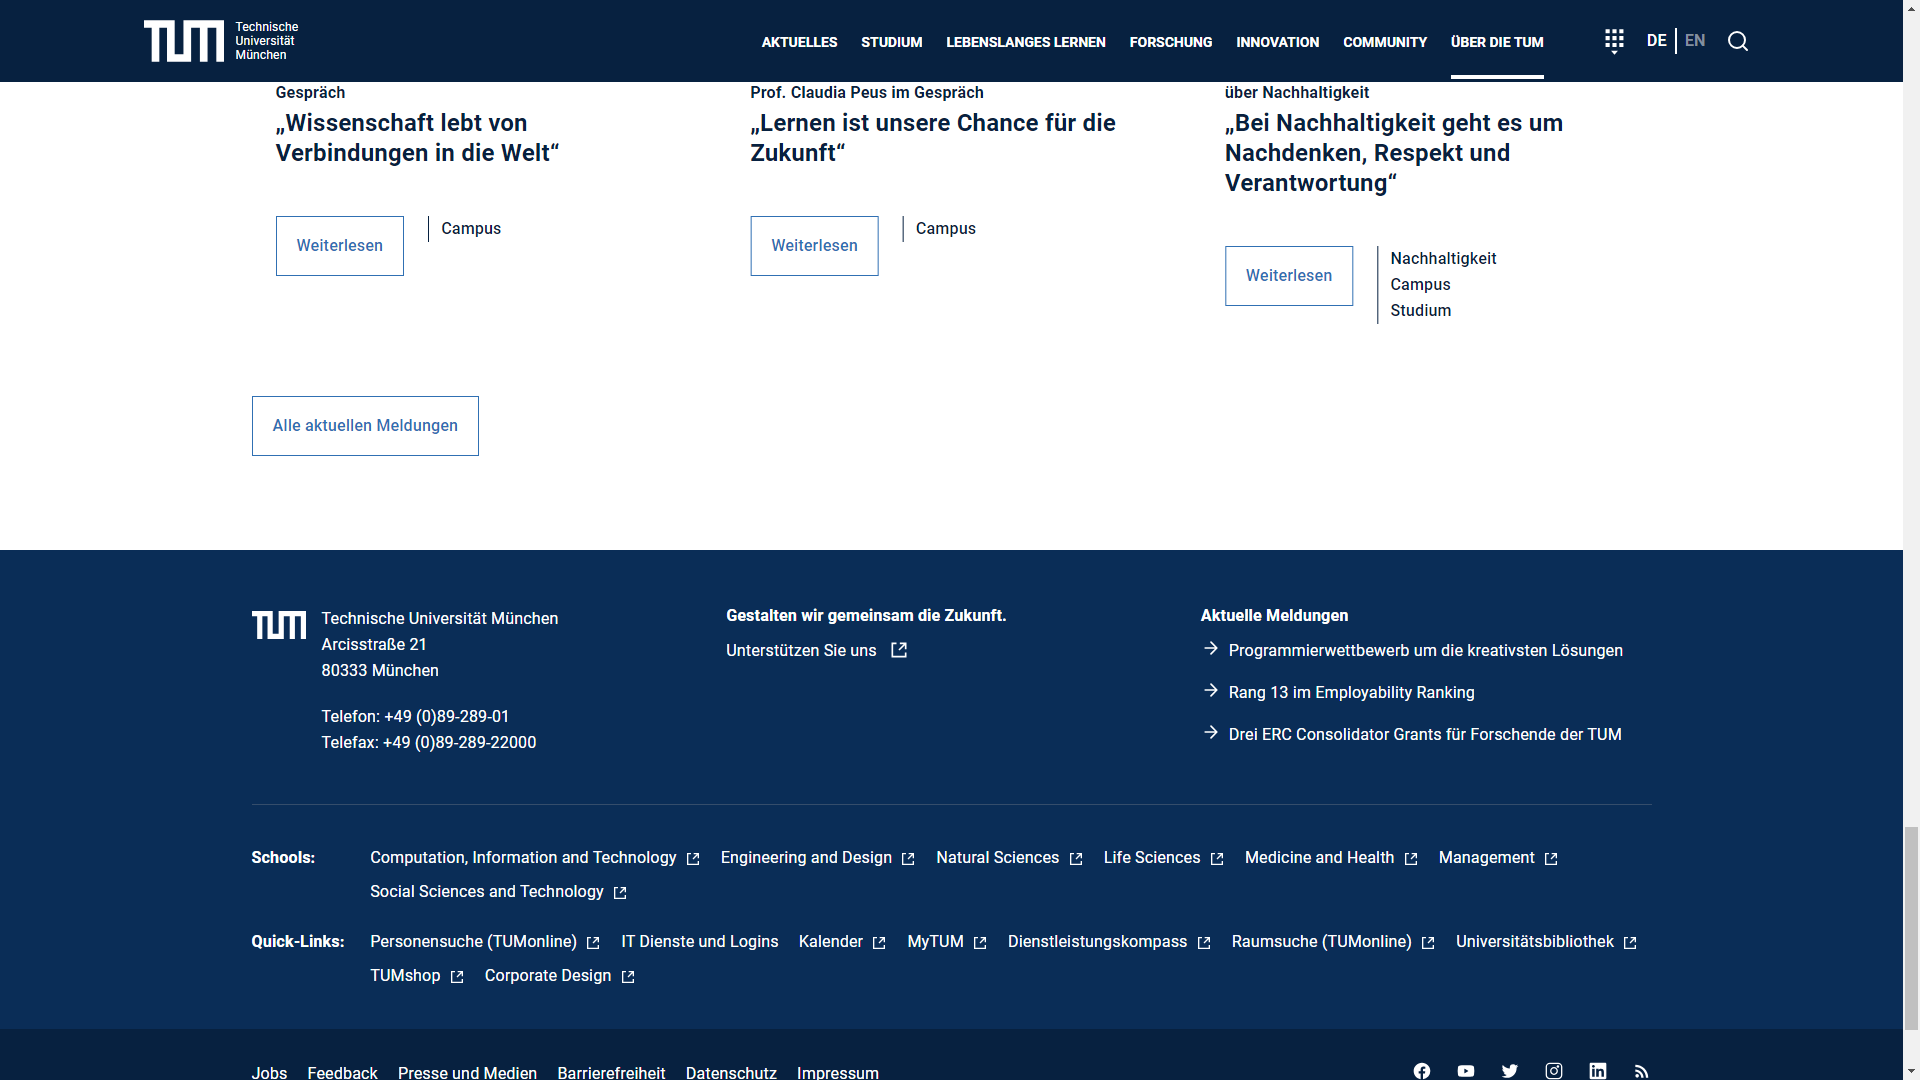 TUM Technische
Universität
München
AKTUELLES STUDIUM LEBENSLANGES LERNEN FORSCHUNG INNOVATION COMMUNITY ÜBER DIE TUM DE EN
Gespräch
„Wissenschaft lebt von
Verbindungen in die Welt“
Weiterlesen
Campus
Prof. Claudia Peus im Gespräch
„Lernen ist unsere Chance für die
Zukunft“
Weiterlesen
Campus
über Nachhaltigkeit
„Bei Nachhaltigkeit geht es um
Nachdenken, Respekt und
Verantwortung“
Weiterlesen
Nachhaltigkeit
Campus
Studium
Alle aktuellen Meldungen
TUM
Technische Universität München
Arcisstraße 21
80333 München
Telefon: +49 (0)89-289-01
Telefax: +49 (0)89-289-22000
Gestalten wir gemeinsam die Zukunft.
Unterstützen Sie uns
Aktuelle Meldungen
Programmierwettbewerb um die kreativsten Lösungen
Rang 13 im Employability Ranking
Drei ERC Consolidator Grants für Forschende der TUM
Schools: Computation, Information and Technology Engineering and Design Natural Sciences Life Sciences Medicine and Health Management
Social Sciences and Technology
Quick-Links: Personensuche (TUMonline) IT Dienste und Logins Kalender MyTUM Dienstleistungskompass Raumsuche (TUMonline) Universitätsbibliothek
TUMshop Corporate Design
Jobs Feedback Presse und Medien Barrierefreiheit Datenschutz Impressum